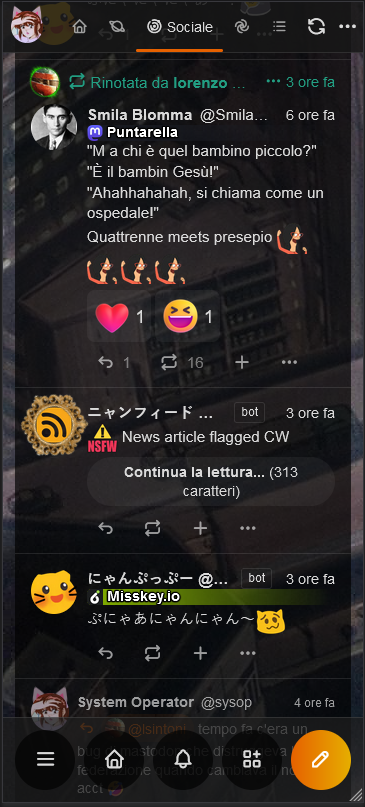 Sociale
Rinotata da lorenzo ... 3 ore fa
Smila Blomma @Smila... 6 ore fa
Puntarella
"M a chi è quel bambino piccolo?"
"È il bambin Gesù!"
"Ahahhahahah, si chiama come un
ospedale!"
Quattrenne meets presepio
1 1
1 16
ニャンフィード ... bot 3 ore fa
NSFW News article flagged CW
Continua la lettura... (313
caratteri)
にゃんぷっぷー @... bot 3 ore fa
Misskey.io
ぷにゃあにゃんにゃん〜
System Operator @sysop 4 ore fa
@lsintoni tempo fa c'era un
bug
federazione quando cambiava il
acct